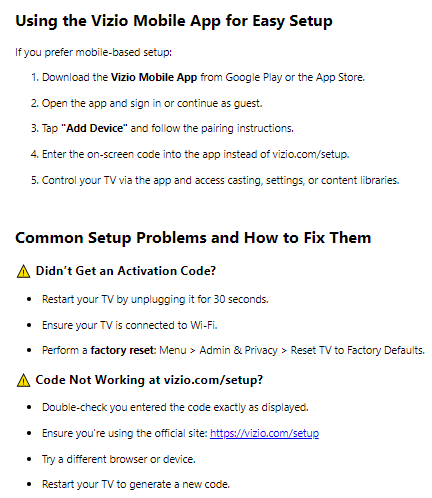 Using the Vizio Mobile App for Easy Setup
If you prefer mobile-based setup:
1. Download the Vizio Mobile App from Google Play or the App Store.
2. Open the app and sign in or continue as guest.
3. Tap "Add Device" and follow the pairing instructions.
4. Enter the on-screen code into the app instead of vizio.com/setup.
5. Control your TV via the app and access casting, settings, or content libraries.
Common Setup Problems and How to Fix Them
⚠ Didn't Get an Activation Code?
• Restart your TV by unplugging it for 30 seconds.
• Ensure your TV is connected to Wi-Fi.
• Perform a factory reset: Menu > Admin & Privacy > Reset TV to Factory Defaults.
⚠ Code Not Working at vizio.com/setup?
• Double-check you entered the code exactly as displayed.
• Ensure you're using the official site: https://vizio.com/setup
• Try a different browser or device.
• Restart your TV to generate a new code.